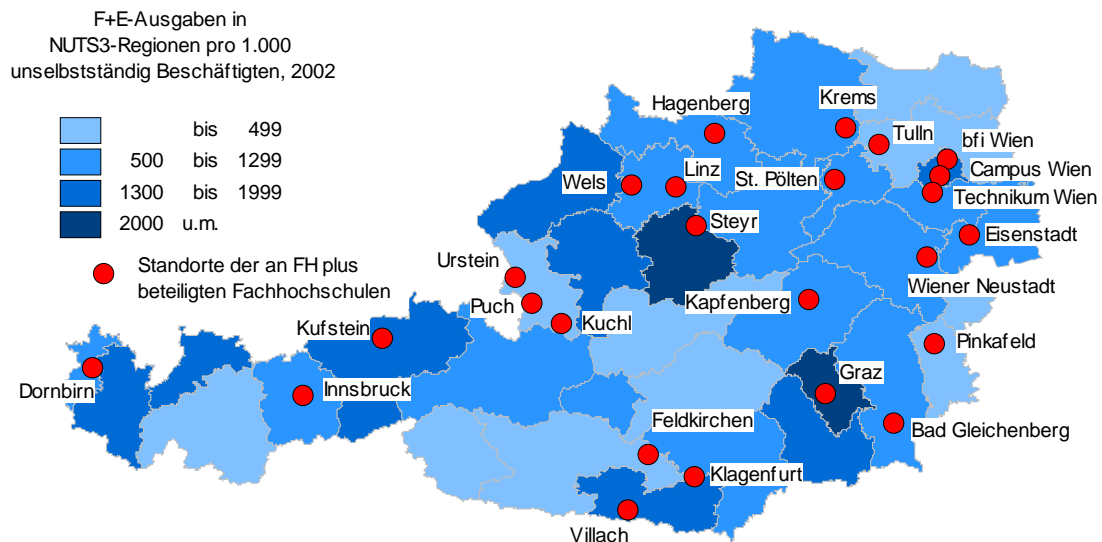 F+E-Ausgaben in
NUTS3-Regionen pro 1.000
unselbstständig Beschäftigten, 2002
bis 499
500 bis 1299
1300 bis 1999
2000 u.m.
Standorte der an FH plus
beteiligten Fachhochschulen
Hagenberg
Krems
Tulln
bfi Wien
Campus Wien
Technikum Wien
Wels
Linz
St. Pölten
Steyr
Eisenstadt
Urstein
Wiener Neustadt
Puch
Kapfenberg
Kuchl
Kufstein
Pinkafeld
Dornbirn
Innsbruck
Graz
Feldkirchen
Bad Gleichenberg
Klagenfurt
Villach